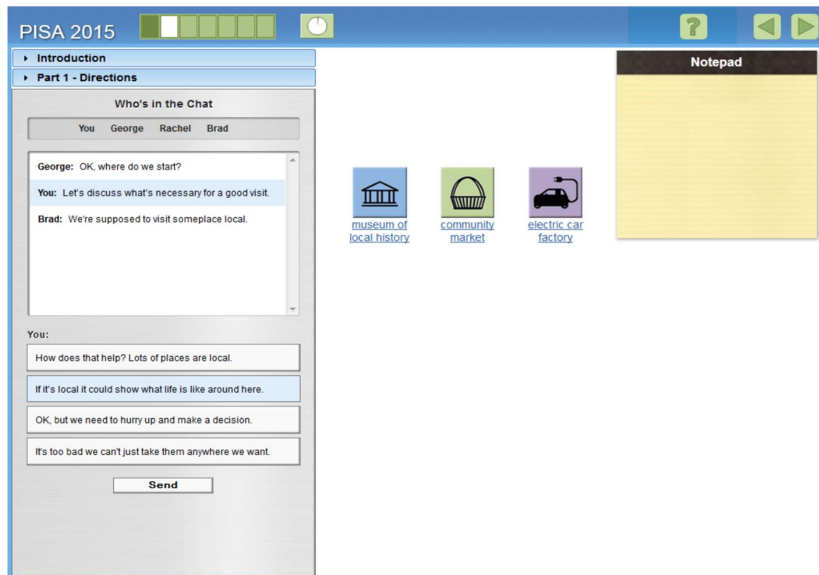 PISA 2015
?
Introduction
Part 1 - Directions
Who's in the Chat
You George Rachel Brad
George: OK, where do we start?
You: Let's discuss what's necessary for a good visit.
Brad: We're supposed to visit someplace local.
You:
How does that help? Lots of places are local.
If it's local it could show what life is like around here.
OK, but we need to hurry up and make a decision.
It's too bad we can't just take them anywhere we want.
Send
museum of
local history
community
market
electric car
factory
Notepad